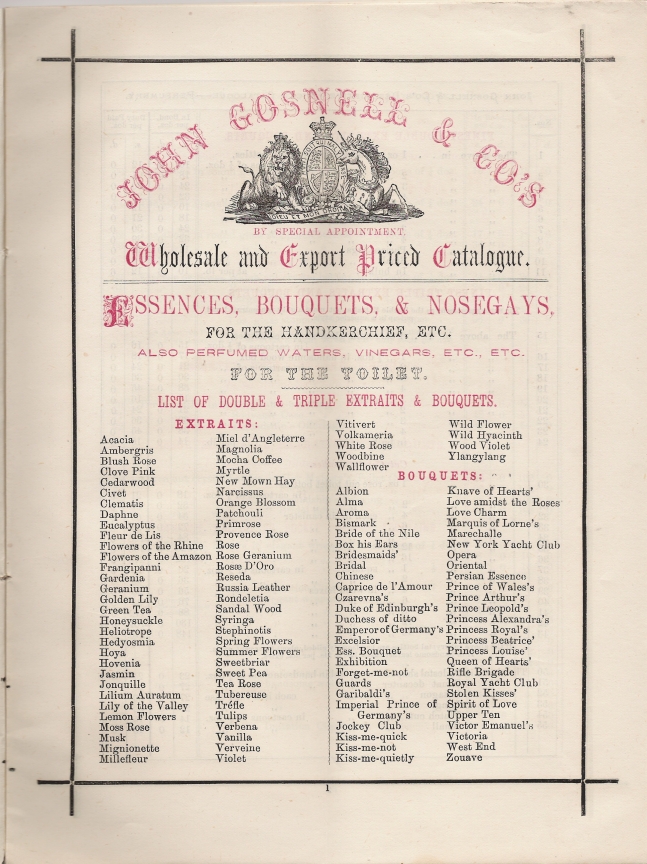 JOHN GOSNELL & CO'S
DIEU ET MON DROIT
BY SPECIAL APPOINTMENT.
Wholesale and Export Priced Catalogue.
ESSENCES, BOUQUETS, & NOSEGAYS,
FOR THE HANDKERCHIEF, ETC.
ALSO PERFUMED WATERS, VINEGARS, ETC., ETC.
FOR THE TOILET.
LIST OF DOUBLE & TRIPLE EXTRAITS & BOUQUETS.
EXTRAITS:
Acacia
Ambergris
Blush Rose
Clove Pink
Cedarwood
Civet
Clematis
Daphne
Eucalyptus
Fleur de Lis
Flowers of the Rhine
Flowers of the Amazon
Frangipanni
Gardenia
Geranium
Golden Lily
Green Tea
Honeysuckle
Heliotrope
Hedyosmia
Hoya
Hovenia
Jasmin
Jonquille
Lilium Auratum
Lily of the Valley
Lemon Flowers
Moss Rose
Musk
Mignionette
Millefleur
Miel d'Angleterre
Magnolia
Mocha Coffee
Myrtle
New Mown Hay
Narcissus
Orange Blossom
Patchouli
Primrose
Provence Rose
Rose
Rose Geranium
Rosæ D'Oro
Reseda
Russia Leather
Rondeletia
Sandal Wood
Syringa
Stephinotis
Spring Flowers
Summer Flowers
Sweetbriar
Sweet Pea
Tea Rose
Tubereuse
Tréfle
Tulips
Verbena
Vanilla
Verveine
Violet
Vitivert
Volkameria
White Rose
Woodbine
Wallflower
Wild Flower
Wild Hyacinth
Wood Violet
Ylangylang
BOUQUETS:
Albion
Alma
Aroma
Bismark
Bride of the Nile
Box his Ears
Bridesmaids'
Bridal
Chinese
Caprice de l'Amour
Czarevna's
Duke of Edinburgh's
Duchess of ditto
Emperor of Germany's
Excelsior
Ess. Bouquet
Exhibition
Forget-me-not
Guards
Garibaldi's
Imperial Prince of
Germany's
Jockey Club
Kiss-me-quick
Kiss-me-not
Kiss-me-quietly
Knave of Hearts'
Love amidst the Roses
Love Charm
Marquis of Lorne's
Marechalle
New York Yacht Club
Opera
Oriental
Persian Essence
Prince of Wales's
Prince Arthur's
Prince Leopold's
Princess Alexandra's
Princess Royal's
Princess Beatrice'
Princess Louise'
Queen of Hearts'
Rifle Brigade
Royal Yacht Club
Stolen Kisses'
Spirit of Love
Upper Ten
Victor Emanuel's
Victoria
West End
Zouave
1